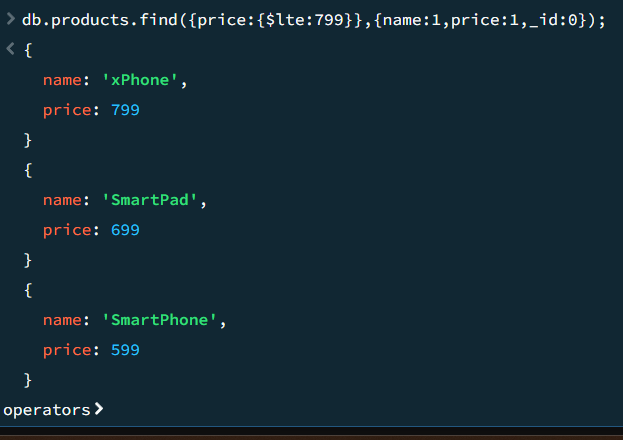 > db.products.find({price:{$lte:799}},{name:1,price:1,_id:0});
< {
name: 'xPhone',
price: 799
}
{
name: 'SmartPad',
price: 699
}
{
name: 'SmartPhone',
price: 599
}
operators>